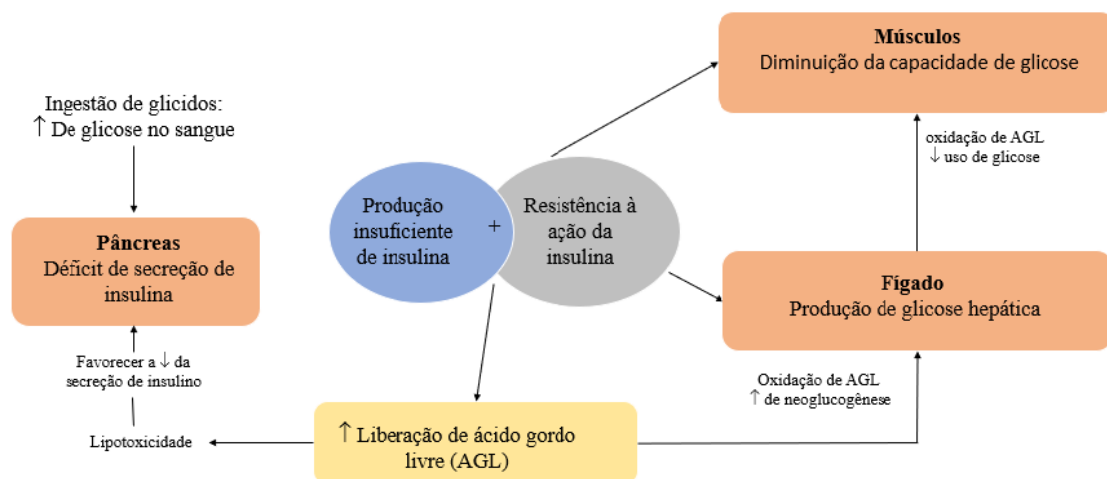 Músculos
Diminuição da capacidade de glicose
Ingestão de glicidos:
↑ De glicose no sangue
oxidação de AGL
↓ uso de glicose
Produção
insuficiente
de insulina
+
Resistência à
ação da
insulina
Pâncreas
Déficit de secreção de
insulina
Fígado
Produção de glicose hepática
Favorecer a ↓ da
secreção de insulino
Oxidação de AGL
↑ de neoglucogênese
Lipotoxicidade
↑ Liberação de ácido gordo
livre (AGL)